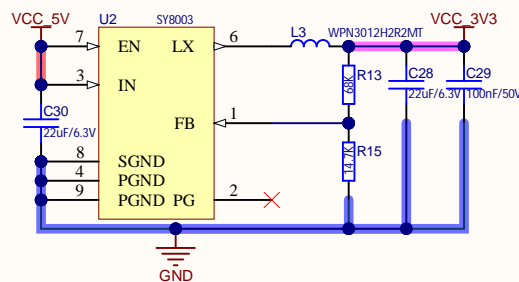 VCC_5V
U2
SY8003
L3
WPN3012H2R2MT
VCC_3V3
7
EN
LX
6
3
IN
R13
68K
C28
22uF/6.3V
C29
100nF/50V
C30
22uF/6.3V
FB
1
8
SGND
4
PGND
9
PGND
PG
2
R15
14.7K
GND